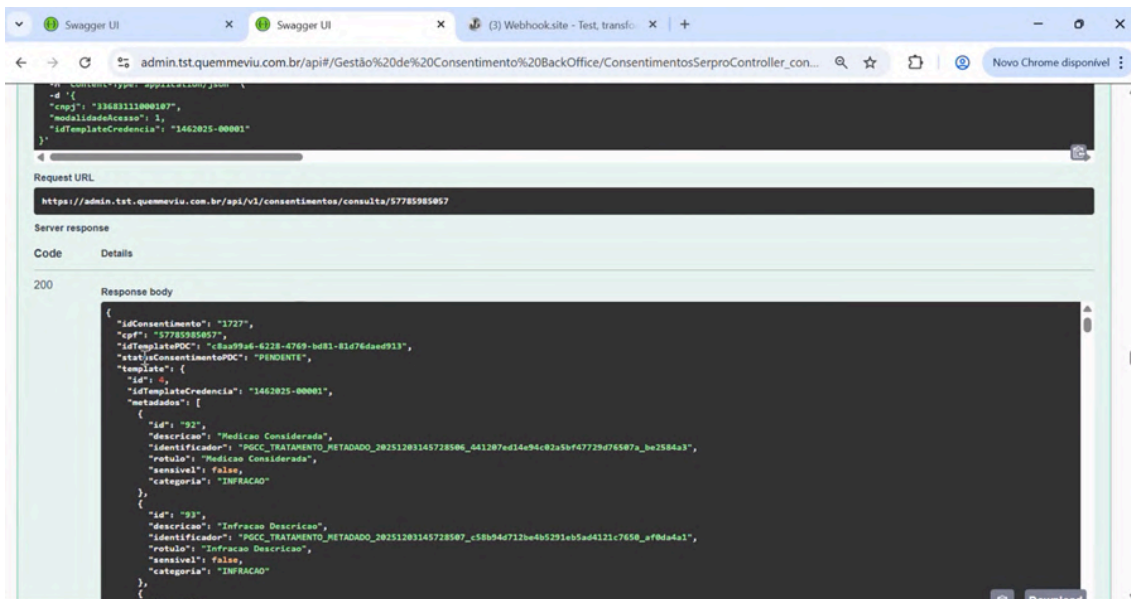 Swagger UI
Swagger UI
(3) Webhook.site - Test, transfo
admin.tst.quemmeviu.com.br/api#/Gestão%20de%20Consentimento%20BackOffice/ConsentimentosSerproController_con...
Novo Chrome disponível
-H "Content-Type: application/json" \
-d '{
"cnpj": "33683111000107",
"modalidadeAcesso": 1,
"idTemplateCredencia": "1462025-00001"
}'
Request URL
https://admin.tst.quemmeviu.com.br/api/v1/consentimentos/consulta/57785985057
Server response
Code Details
200
Response body
{
"idConsentimento": "1727",
"cpf": "57785985057",
"idTemplatePDC": "c8aa99a6-6228-4769-bd81-81d76daed913",
"statusConsentimentoPDC": "PENDENTE",
"template": {
"id": 4,
"idTemplateCredencia": "1462025-00001",
"metadados": [
{
"id": "92",
"descricao": "Medicao Considerada",
"identificador": "PGCC_TRATAMENTO_METADADO_20251203145728506_441207ed14e94c02a5bf47729d76507a_be2584a3",
"rotulo": "Medicao Considerada",
"sensivel": false,
"categoria": "INFRACAO"
},
{
"id": "93",
"descricao": "Infracao Descricao",
"identificador": "PGCC_TRATAMENTO_METADADO_20251203145728507_c58b94d712be4b5291eb5ad4121c7650_af0da4a1",
"rotulo": "Infracao Descricao",
"sensivel": false,
"categoria": "INFRACAO"
},
{
Download